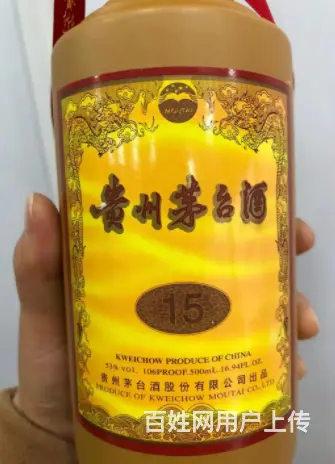 MOUTAI
贵州茅台酒
15
KWEICHOW PRODUCE OF CHINA
53% VOL. 106PROOF. 500mL. 16.94FL.OZ.
贵州茅台酒股份有限公司出品
PRODUCE OF KWEICHOW MOUTAI CO., LTD.
百姓网用户上传